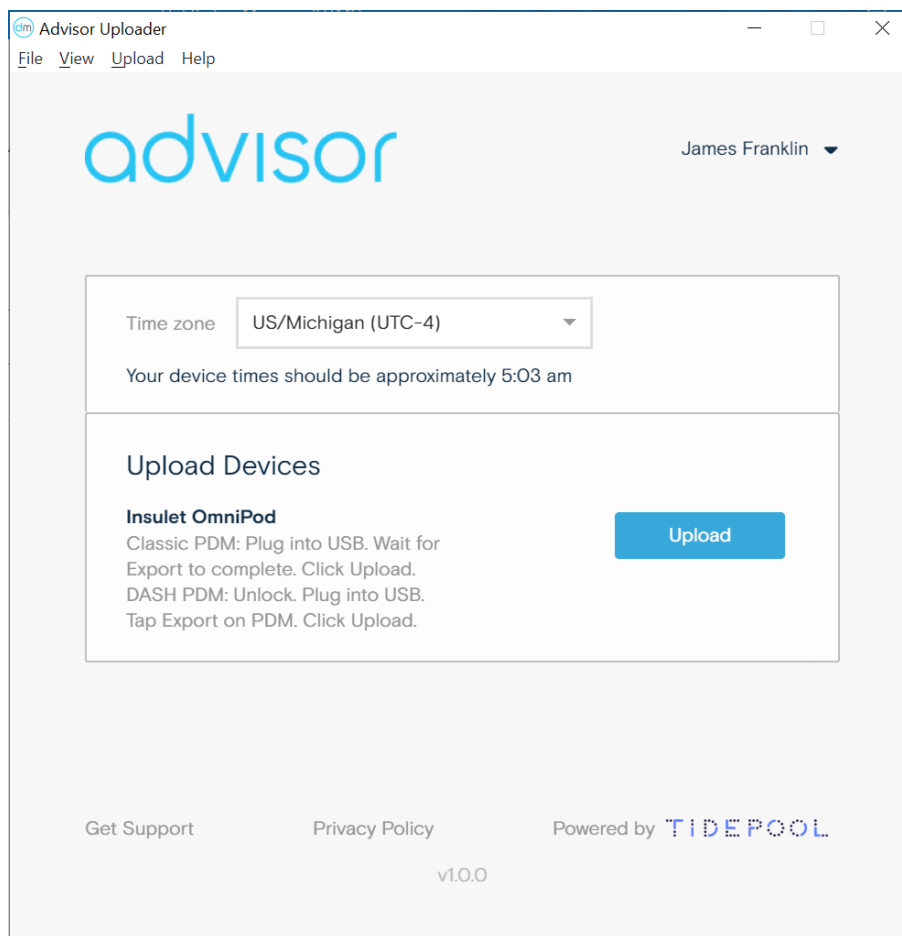 dm Advisor Uploader
File View Upload Help
advisor
James Franklin
Time zone
US/Michigan (UTC-4)
Your device times should be approximately 5:03 am
Upload Devices
Insulet OmniPod
Classic PDM: Plug into USB. Wait for
Export to complete. Click Upload.
DASH PDM: Unlock. Plug into USB.
Tap Export on PDM. Click Upload.
Upload
Get Support
Privacy Policy
Powered by TIDEPOOL
v1.0.0